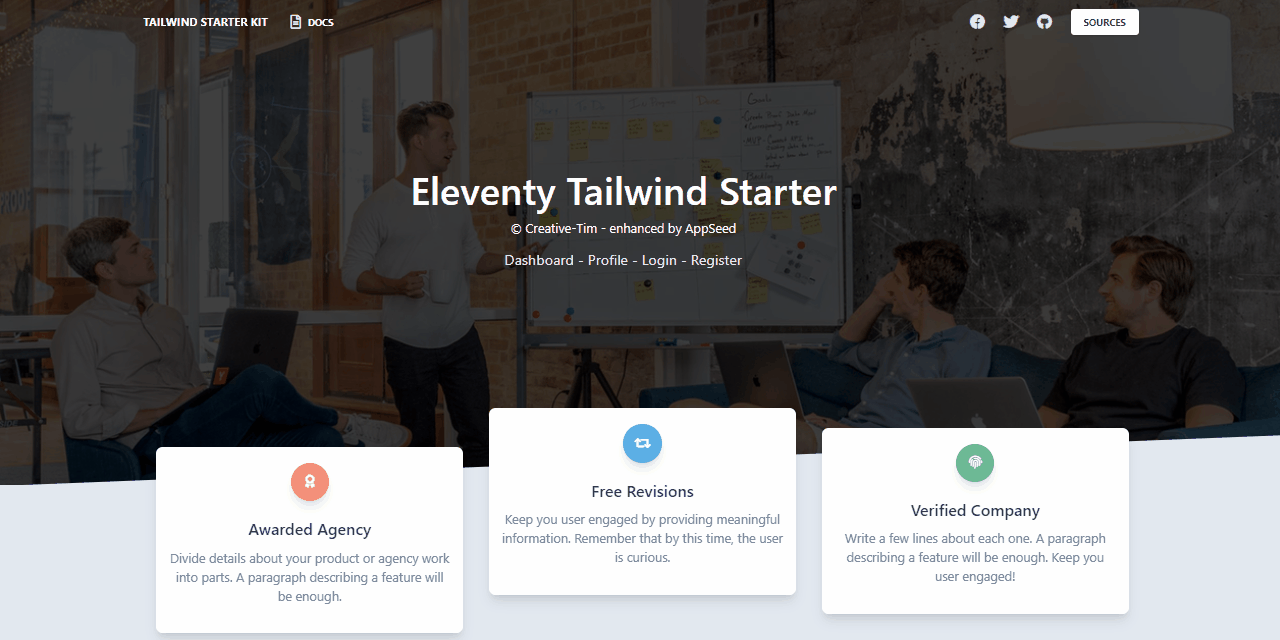 TAILWIND STARTER KIT
DOCS
SOURCES
Goals
Eleventy Tailwind Starter
© Creative-Tim - enhanced by AppSeed
Dashboard - Profile - Login - Register
Awarded Agency
Divide details about your product or agency work
into parts. A paragraph describing a feature will
be enough.
Free Revisions
Keep you user engaged by providing meaningful
information. Remember that by this time, the user
is curious.
Verified Company
Write a few lines about each one. A paragraph
describing a feature will be enough. Keep you
user engaged!